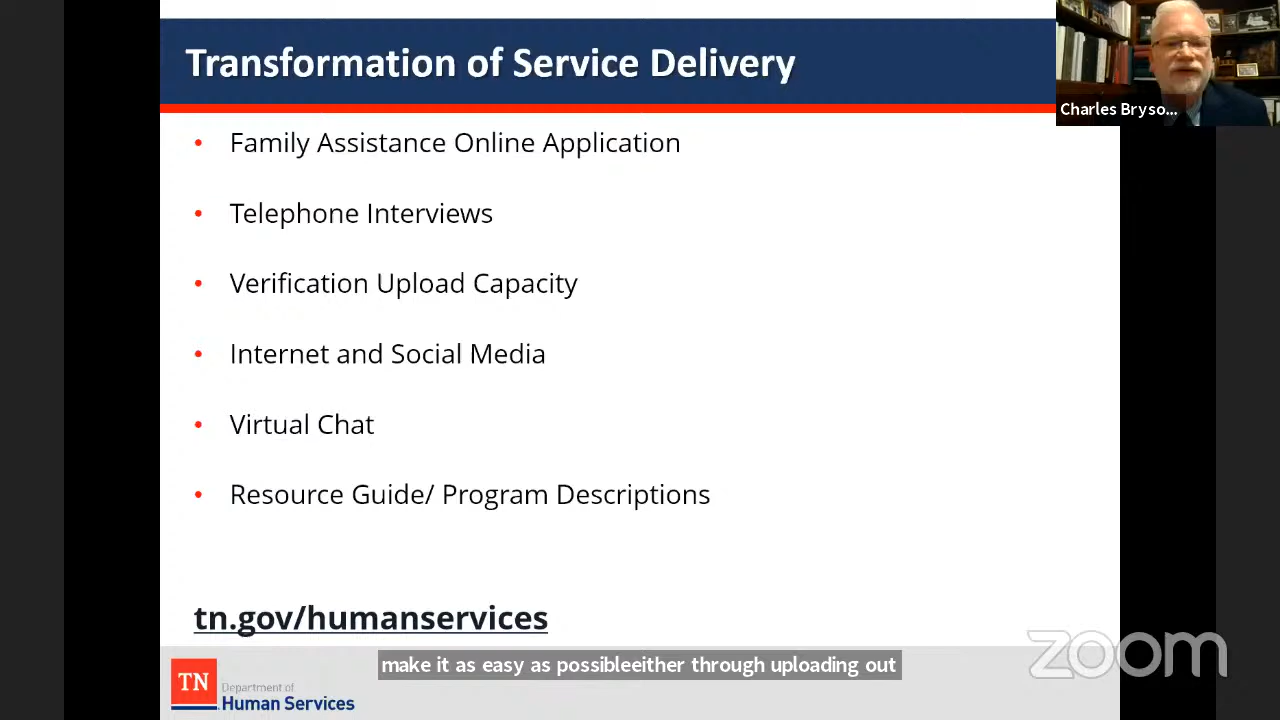 Transformation of Service Delivery
Charles Bryso...
• Family Assistance Online Application
• Telephone Interviews
• Verification Upload Capacity
• Internet and Social Media
• Virtual Chat
• Resource Guide/ Program Descriptions
tn.gov/humanservices
make it as easy as possibleeither through uploading out
zoom
TN
Department of
Human Services